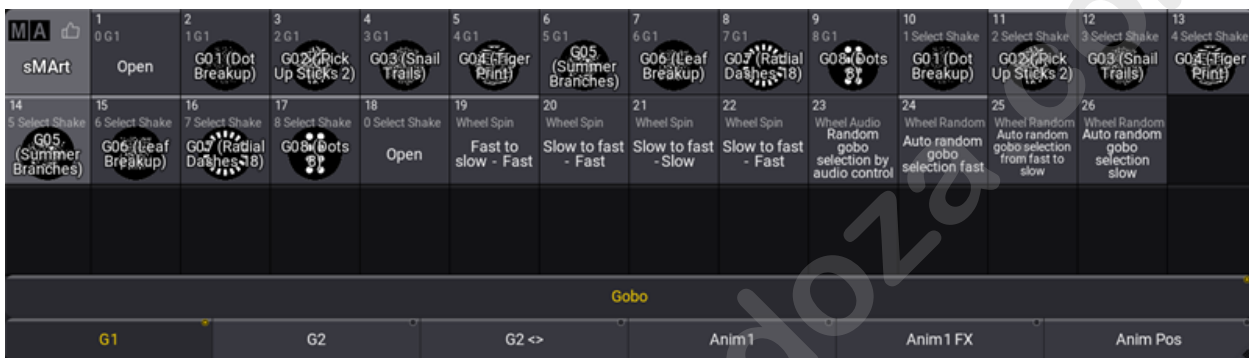 MA
sMArt
1
0 G1
Open
2
1 G1
G01 (Dot
Breakup)
3
2 G1
G02 (Pick
Up Sticks 2)
4
3 G1
G03 (Snail
Trails)
5
4 G1
G04 (Tiger
Print)
6
5 G1
G05
(Summer
Branches)
7
6 G1
G06 (Leaf
Breakup)
8
7 G1
G07 (Radial
Dashes 18)
9
8 G1
G08 (Dots
8)
10
1 Select Shake
G01 (Dot
Breakup)
11
2 Select Shake
G02 (Pick
Up Sticks 2)
12
3 Select Shake
G03 (Snail
Trails)
13
4 Select Shake
G04 (Tiger
Print)
14
5 Select Shake
G05
(Summer
Branches)
15
6 Select Shake
G06 (Leaf
Breakup)
16
7 Select Shake
G07 (Radial
Dashes 18)
17
8 Select Shake
G08 (Dots
8)
18
0 Select Shake
Open
19
Wheel Spin
Fast to
slow - Fast
20
Wheel Spin
Slow to fast
- Fast
21
Wheel Spin
Slow to fast
-Slow
22
Wheel Spin
Slow to fast
- Fast
23
Wheel Audio
Random
gobo
selection by
audio control
24
Wheel Random
Auto random
gobo
selection fast
25
Wheel Random
Auto random
gobo selection
from fast to
slow
26
Wheel Random
Auto random
gobo
selection
slow
Gobo
G1
G2
G2 <>
Anim1
Anim1 FX
Anim Pos